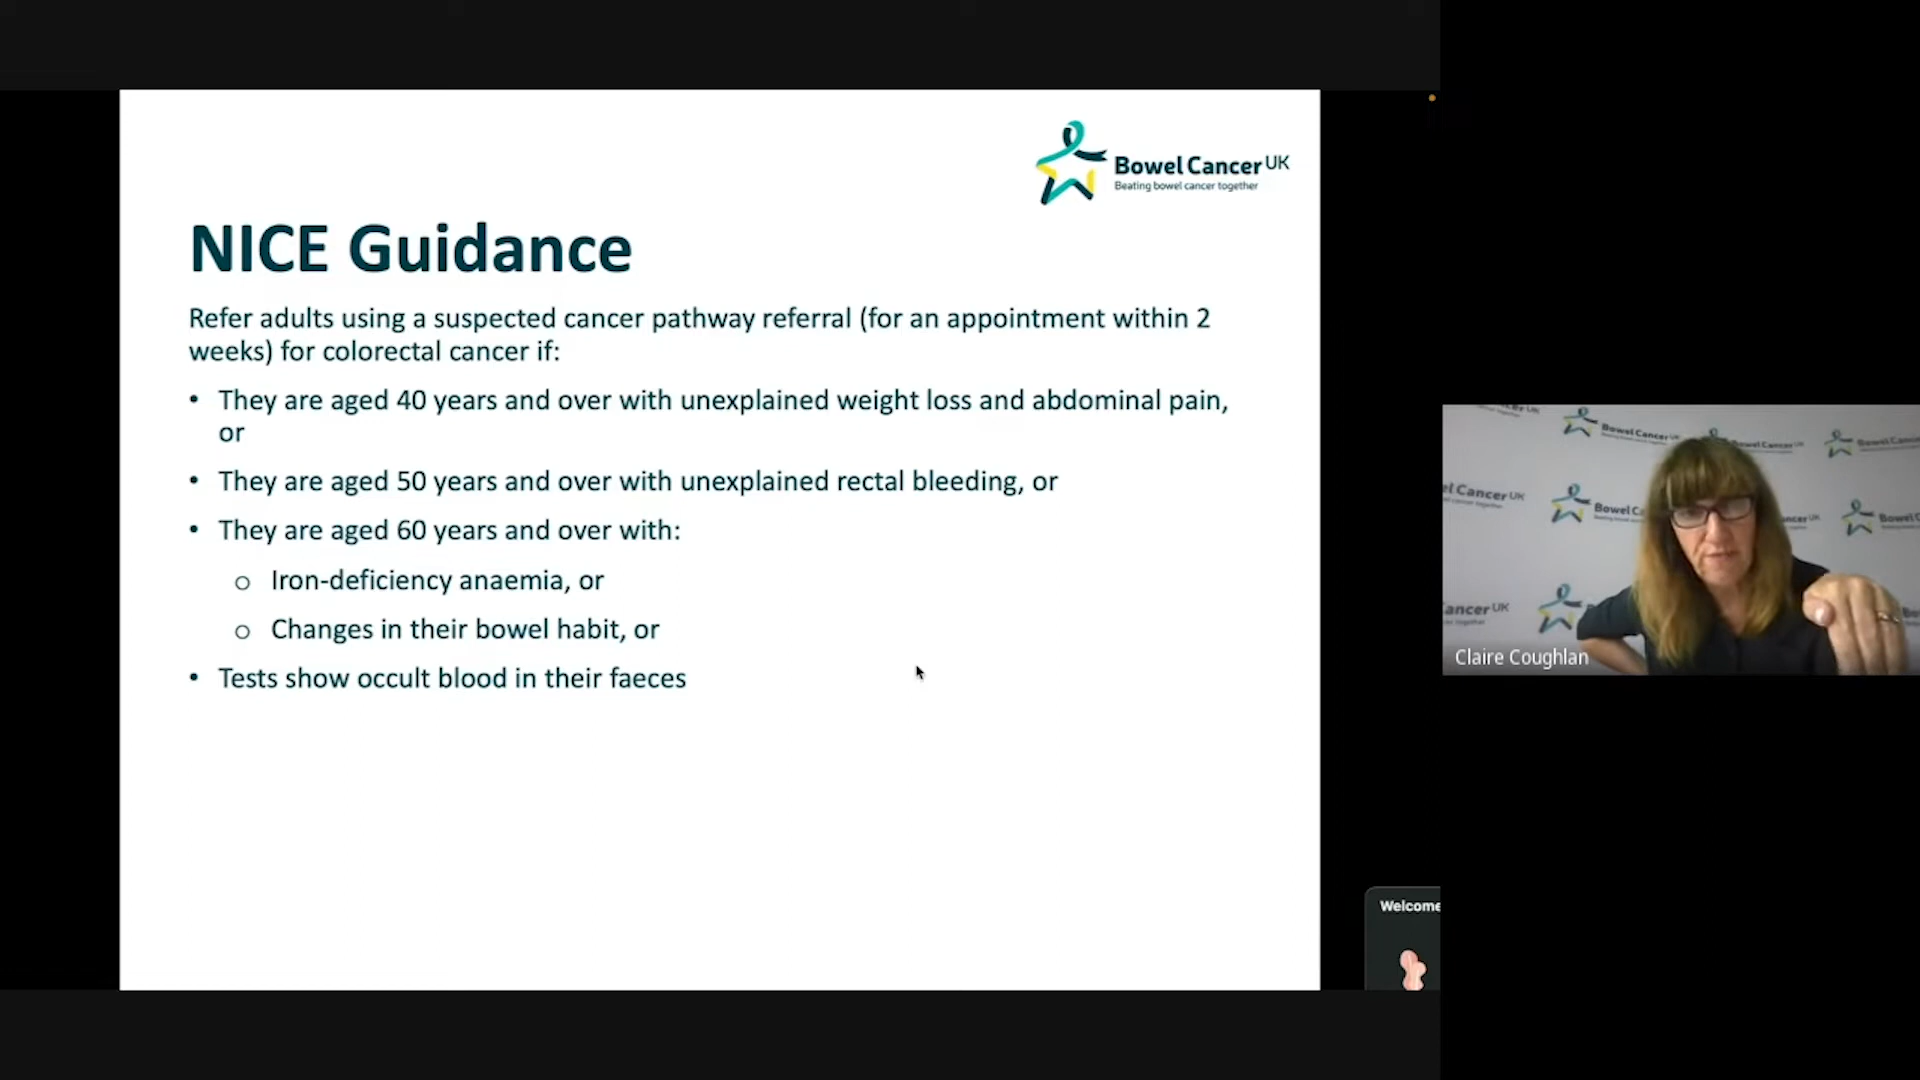 Bowel Cancer UK
Beating bowel cancer together
NICE Guidance
Refer adults using a suspected cancer pathway referral (for an appointment within 2
weeks) for colorectal cancer if:
• They are aged 40 years and over with unexplained weight loss and abdominal pain,
or
• They are aged 50 years and over with unexplained rectal bleeding, or
• They are aged 60 years and over with:
o Iron-deficiency anaemia, or
o Changes in their bowel habit, or
• Tests show occult blood in their faeces
Claire Coughlan
Welcome